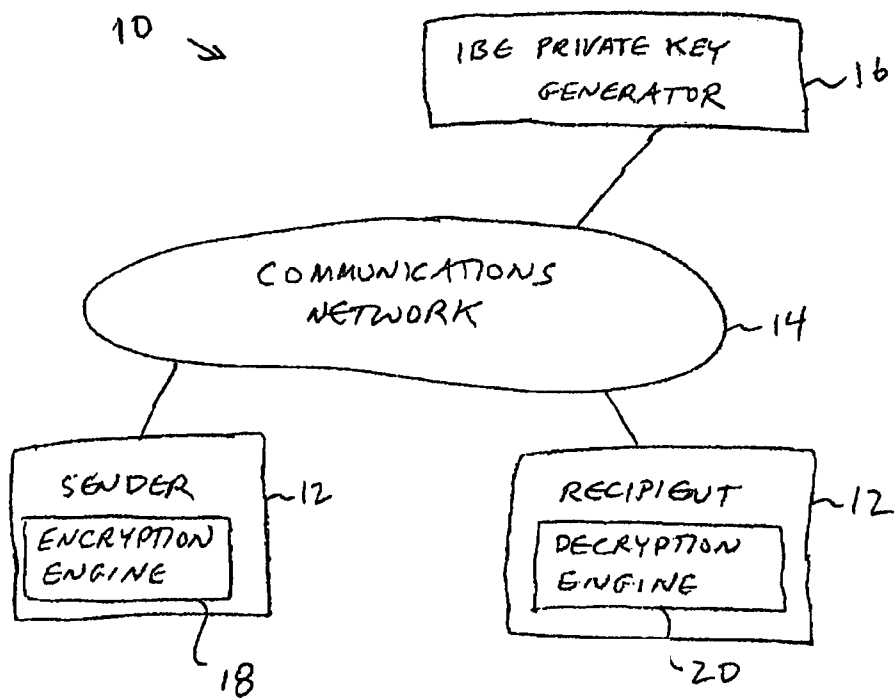 10
IBE PRIVATE KEY
GENERATOR
16
COMMUNICATIONS
NETWORK
14
SENDER
12
ENCRYPTION
ENGINE
18
RECIPIENT
12
DECRYPTION
ENGINE
20